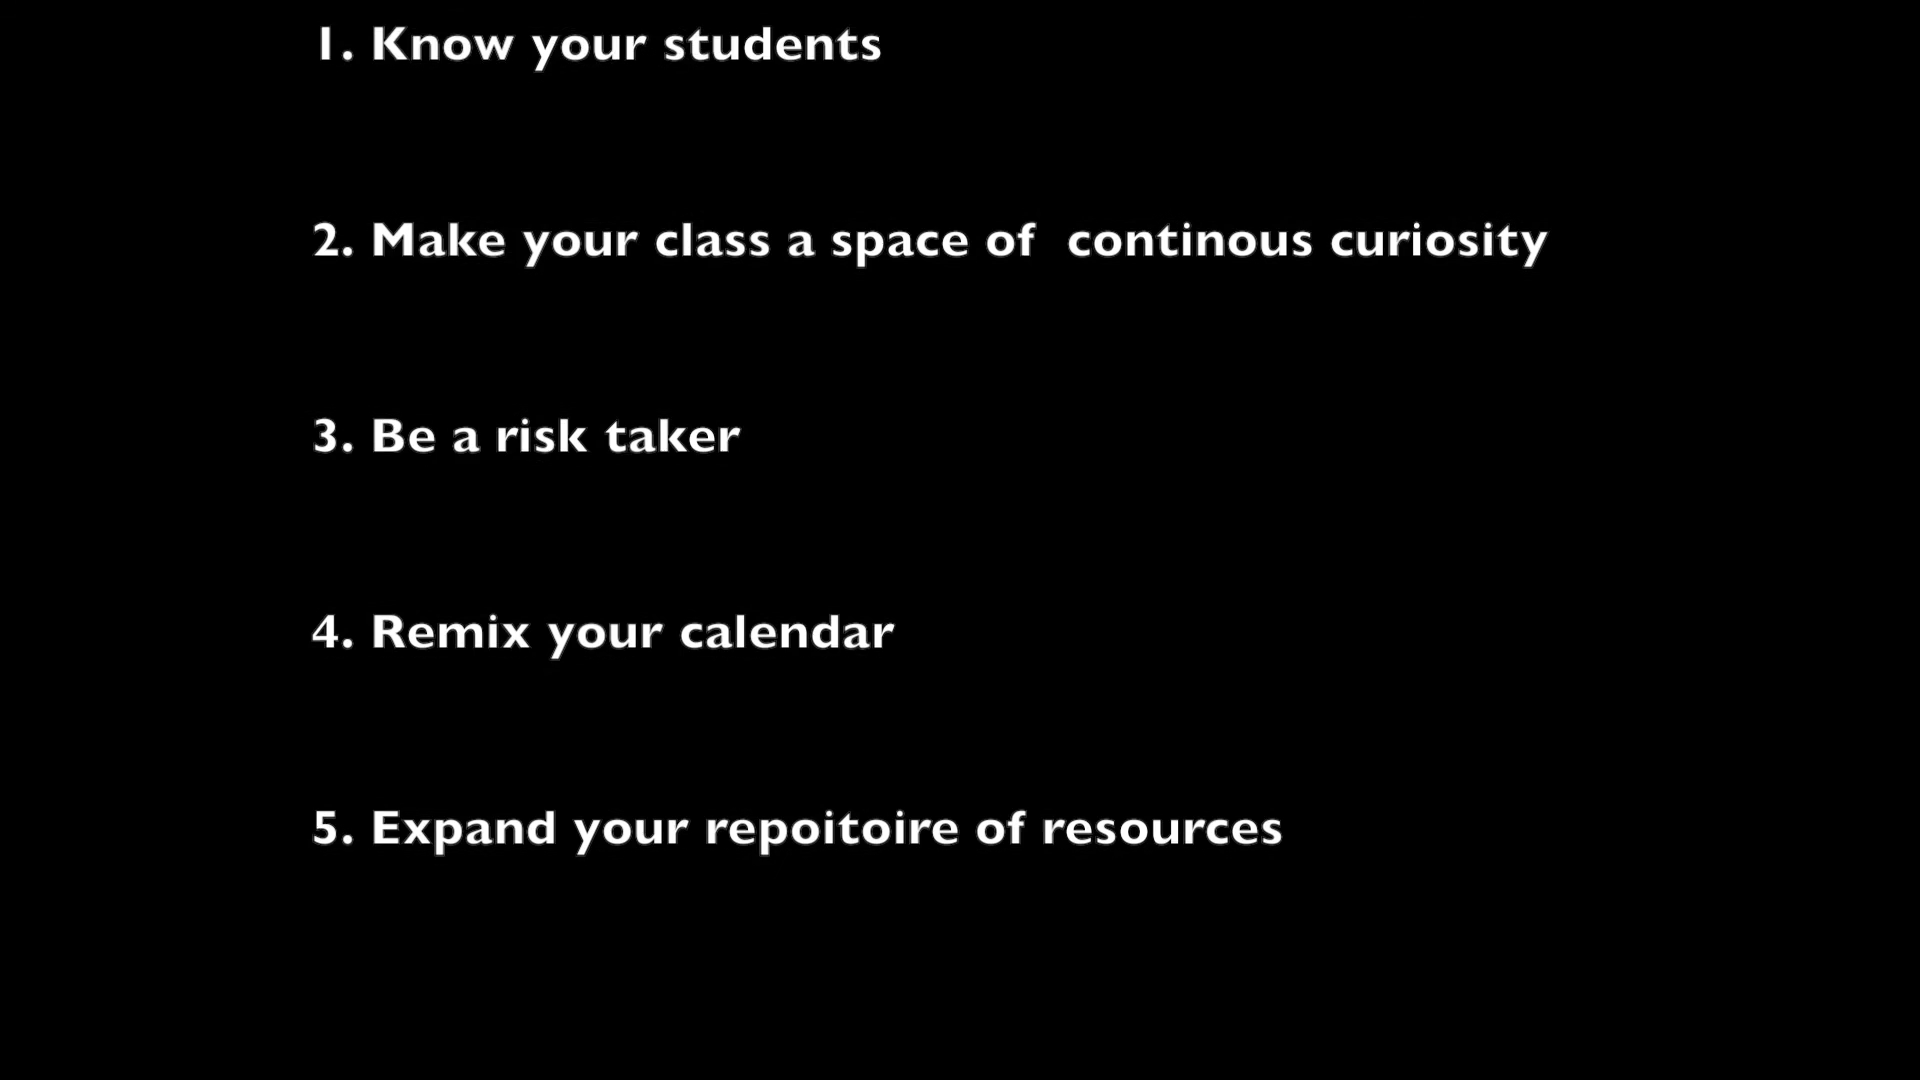 1. Know your students
2. Make your class a space of  continous curiosity
3. Be a risk taker
4. Remix your calendar
5. Expand your repoitoire of resources